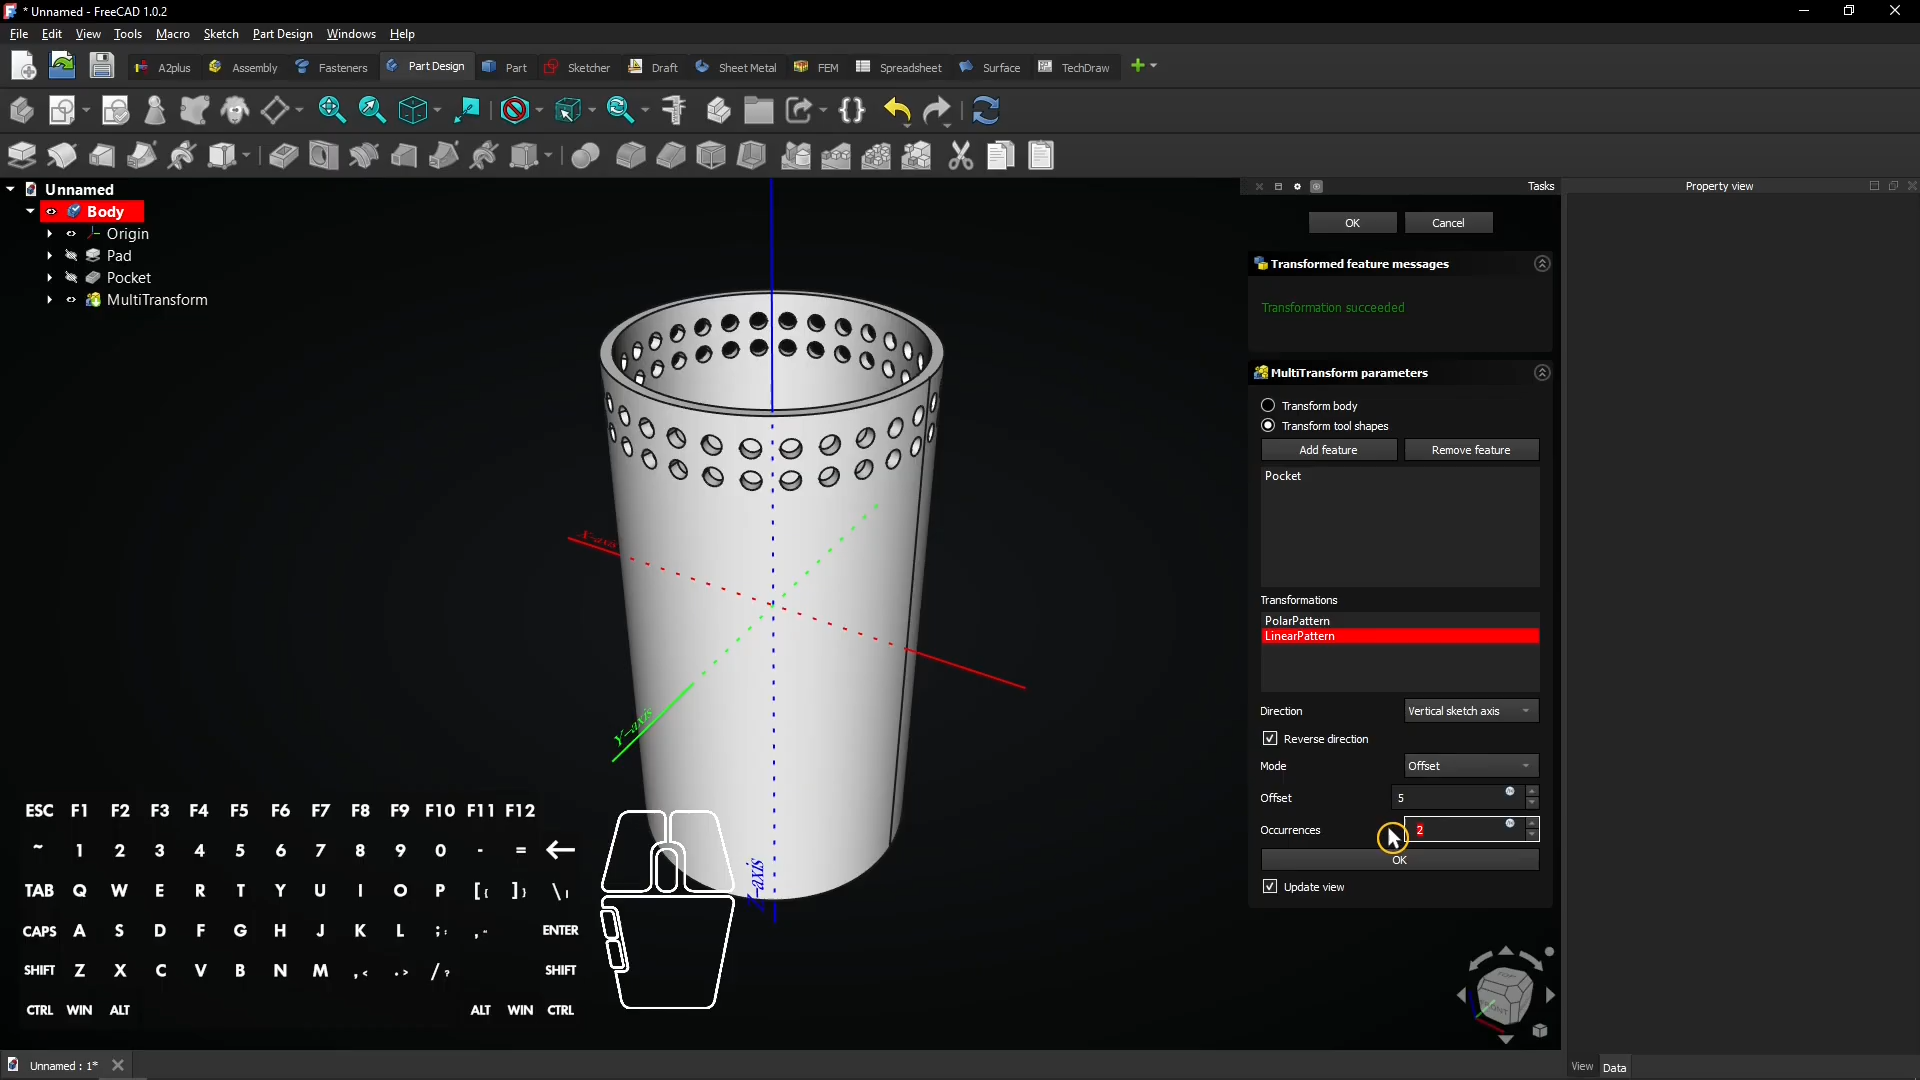 * Unnamed - FreeCAD 1.0.2
File Edit View Tools Macro Sketch Part Design Windows Help
A2plus Assembly Fasteners Part Design Part Sketcher Draft Sheet Metal FEM Spreadsheet Surface TechDraw
Unnamed
Body
Origin
Pad
Pocket
MultiTransform
X-axis
Y-axis
Z-axis
Tasks
OK Cancel
Transformed feature messages
Transformation succeeded
MultiTransform parameters
Transform body
Transform tool shapes
Add feature Remove feature
Pocket
Transformations
PolarPattern
LinearPattern
Direction Vertical sketch axis
Reverse direction
Mode Offset
Offset 5
Occurrences 2
OK
Update view
Property view
ESC F1 F2 F3 F4 F5 F6 F7 F8 F9 F10 F11 F12
~ 1 2 3 4 5 6 7 8 9 0 - =
TAB Q W E R T Y U I O P [{ ]} \|
CAPS A S D F G H J K L ;: ," ENTER
SHIFT Z X C V B N M ,< .> /? SHIFT
CTRL WIN ALT ALT WIN CTRL
TOP
FRONT
Unnamed : 1*
View Data